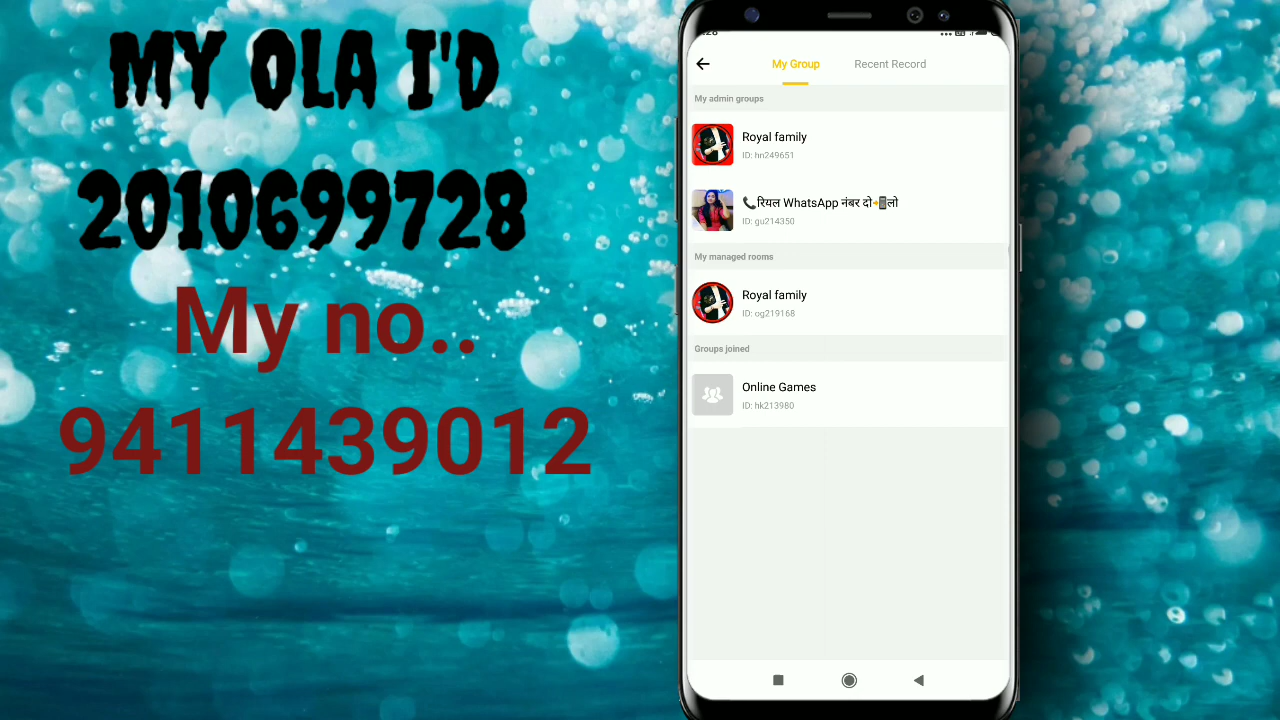 MY OLA I'D
2010699728
My no..
9411439012
My Group
Recent Record
My admin groups
Royal family
ID: hn249651
📞रियल WhatsApp नंबर दो📲लो
ID: gu214350
My managed rooms
Royal family
ID: og219168
Groups joined
Online Games
ID: hk213980